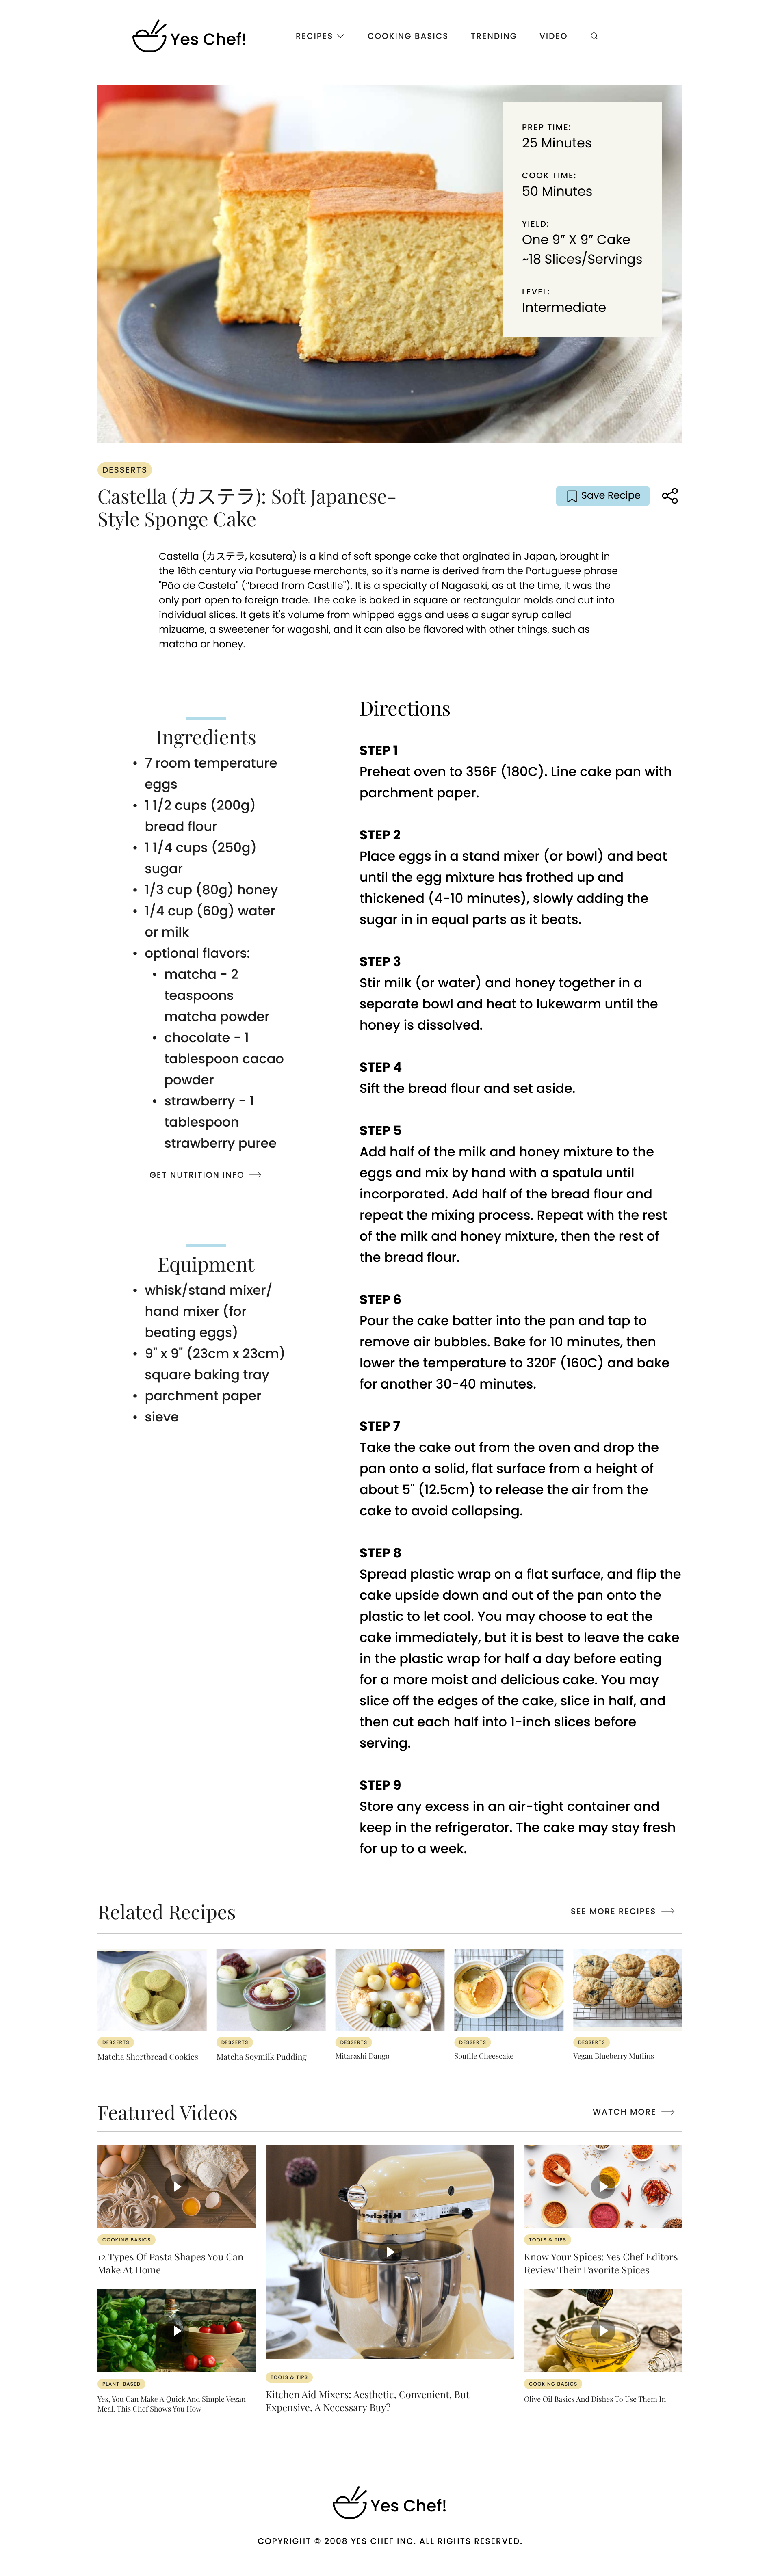 Yes Chef!
RECIPES
COOKING BASICS
TRENDING
VIDEO
PREP TIME:
25 Minutes
COOK TIME:
50 Minutes
YIELD:
One 9” X 9” Cake
~18 Slices/Servings
LEVEL:
Intermediate
DESSERTS
Castella (カステラ): Soft Japanese-
Style Sponge Cake
Save Recipe
Castella (カステラ, kasutera) is a kind of soft sponge cake that orginated in Japan, brought in
the 16th century via Portuguese merchants, so it's name is derived from the Portuguese phrase
"Pão de Castela" (“bread from Castille"). It is a specialty of Nagasaki, as at the time, it was the
only port open to foreign trade. The cake is baked in square or rectangular molds and cut into
individual slices. It gets it's volume from whipped eggs and uses a sugar syrup called
mizuame, a sweetener for wagashi, and it can also be flavored with other things, such as
matcha or honey.
Ingredients
• 7 room temperature
eggs
• 1 1/2 cups (200g)
bread flour
• 1 1/4 cups (250g)
sugar
• 1/3 cup (80g) honey
• 1/4 cup (60g) water
or milk
• optional flavors:
• matcha - 2
teaspoons
matcha powder
• chocolate - 1
tablespoon cacao
powder
• strawberry - 1
tablespoon
strawberry puree
GET NUTRITION INFO
Equipment
• whisk/stand mixer/
hand mixer (for
beating eggs)
• 9" x 9" (23cm x 23cm)
square baking tray
• parchment paper
• sieve
Directions
STEP 1
Preheat oven to 356F (180C). Line cake pan with
parchment paper.
STEP 2
Place eggs in a stand mixer (or bowl) and beat
until the egg mixture has frothed up and
thickened (4-10 minutes), slowly adding the
sugar in in equal parts as it beats.
STEP 3
Stir milk (or water) and honey together in a
separate bowl and heat to lukewarm until the
honey is dissolved.
STEP 4
Sift the bread flour and set aside.
STEP 5
Add half of the milk and honey mixture to the
eggs and mix by hand with a spatula until
incorporated. Add half of the bread flour and
repeat the mixing process. Repeat with the rest
of the milk and honey mixture, then the rest of
the bread flour.
STEP 6
Pour the cake batter into the pan and tap to
remove air bubbles. Bake for 10 minutes, then
lower the temperature to 320F (160C) and bake
for another 30-40 minutes.
STEP 7
Take the cake out from the oven and drop the
pan onto a solid, flat surface from a height of
about 5" (12.5cm) to release the air from the
cake to avoid collapsing.
STEP 8
Spread plastic wrap on a flat surface, and flip the
cake upside down and out of the pan onto the
plastic to let cool. You may choose to eat the
cake immediately, but it is best to leave the cake
in the plastic wrap for half a day before eating
for a more moist and delicious cake. You may
slice off the edges of the cake, slice in half, and
then cut each half into 1-inch slices before
serving.
STEP 9
Store any excess in an air-tight container and
keep in the refrigerator. The cake may stay fresh
for up to a week.
Related Recipes
SEE MORE RECIPES
DESSERTS
Matcha Shortbread Cookies
DESSERTS
Matcha Soymilk Pudding
DESSERTS
Mitarashi Dango
DESSERTS
Souffle Cheescake
DESSERTS
Vegan Blueberry Muffins
Featured Videos
WATCH MORE
COOKING BASICS
12 Types Of Pasta Shapes You Can
Make At Home
PLANT-BASED
Yes, You Can Make A Quick And Simple Vegan
Meal. This Chef Shows You How
KitchenAid
TOOLS & TIPS
Kitchen Aid Mixers: Aesthetic, Convenient, But
Expensive, A Necessary Buy?
TOOLS & TIPS
Know Your Spices: Yes Chef Editors
Review Their Favorite Spices
COOKING BASICS
Olive Oil Basics And Dishes To Use Them In
Yes Chef!
COPYRIGHT © 2008 YES CHEF INC. ALL RIGHTS RESERVED.